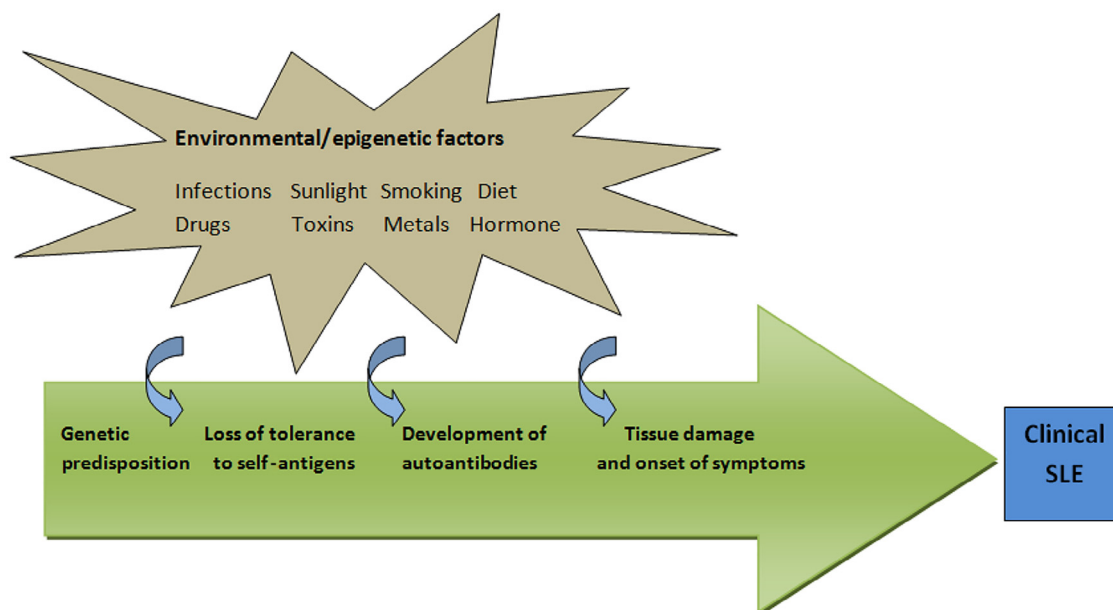 Environmental/epigenetic factors
Infections Sunlight Smoking Diet
Drugs Toxins Metals Hormone
Genetic
predisposition
Loss of tolerance
to self-antigens
Development of
autoantibodies
Tissue damage
and onset of symptoms
Clinical
SLE